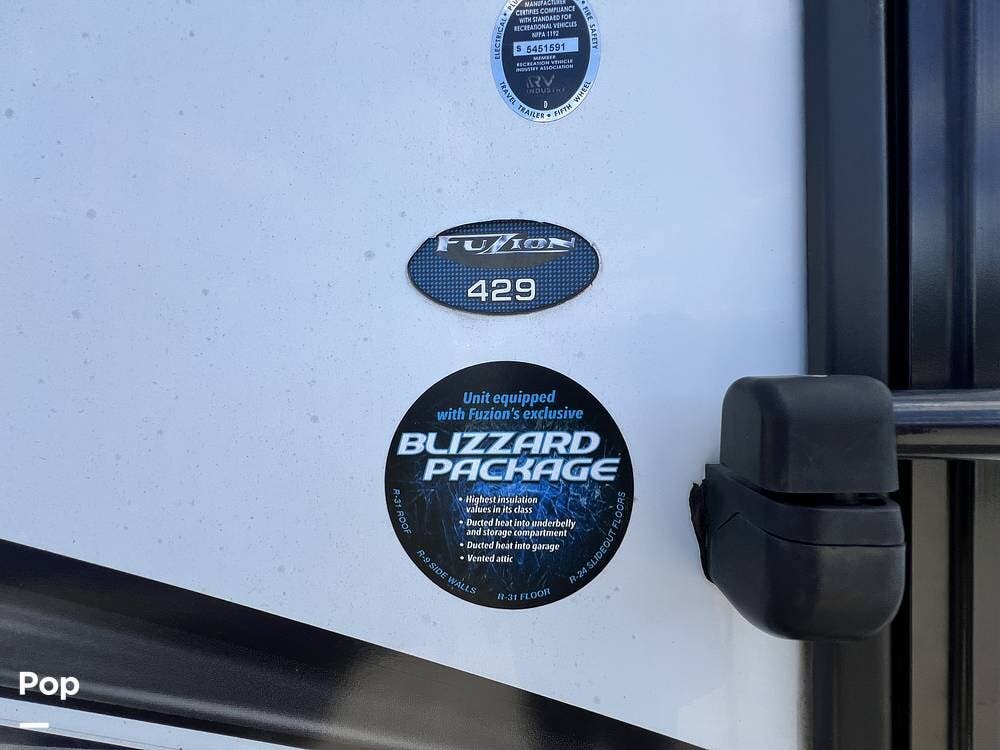 MANUFACTURER
CERTIFIES COMPLIANCE
WITH STANDARD FOR
RECREATIONAL VEHICLES
NFPA 1192
S 5451591
MEMBER
RECREATION VEHICLE
INDUSTRY ASSOCIATION
RV
INDUSTRY
D
ELECTRICAL •
• FIRE SAFETY
TRAVEL TRAILER • FIFTH WHEEL
FUZION
429
Unit equipped
with Fuzion's exclusive
BLIZZARD
PACKAGE
• Highest insulation
values in its class
• Ducted heat into underbelly
and storage compartment
• Ducted heat into garage
• Vented attic
R-31 ROOF
R-9 SIDE WALLS
R-31 FLOOR
R-24 SLIDEOUT FLOORS
Pop